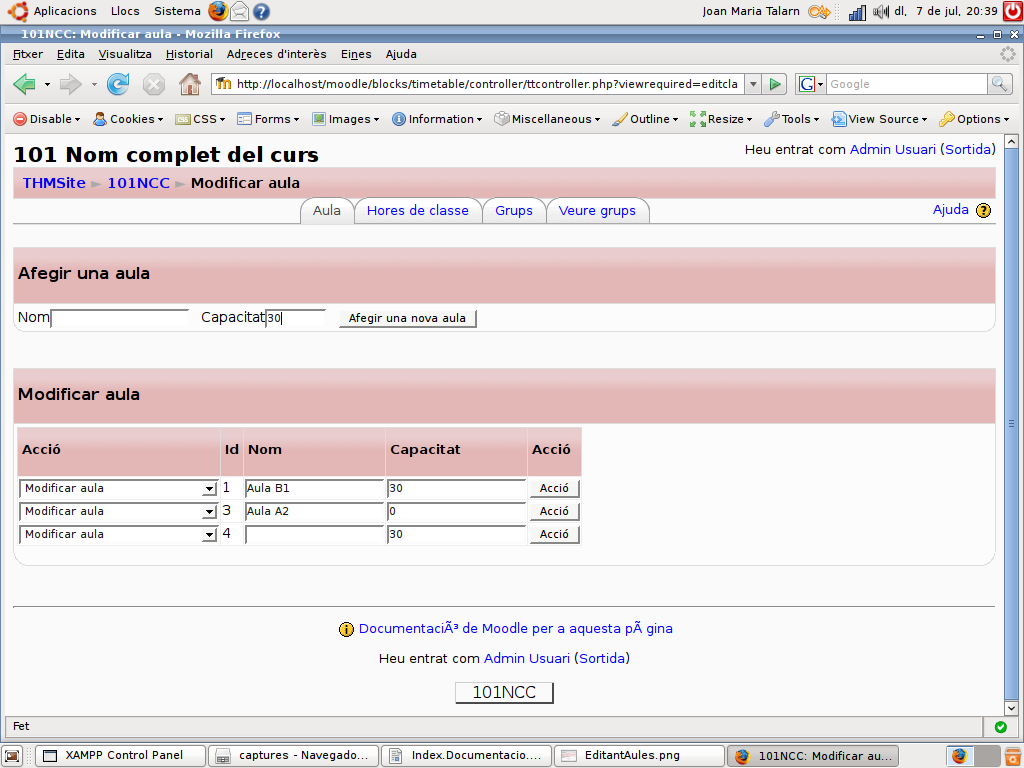 Aplicacions Llocs Sistema Joan Maria Talarn dl, 7 de jul, 20:39
101NCC: Modificar aula - Mozilla Firefox
Fitxer Edita Visualitza Historial Adreces d'interès Eines Ajuda
http://localhost/moodle/blocks/timetable/controller/ttcontroller.php?viewrequired=editcla G Google
Disable Cookies CSS Forms Images Information Miscellaneous Outline Resize Tools View Source Options
101 Nom complet del curs Heu entrat com Admin Usuari (Sortida)
THMSite ► 101NCC ► Modificar aula
Aula Hores de classe Grups Veure grups Ajuda ?
Afegir una aula
Nom Capacitat 30 Afegir una nova aula
Modificar aula
Acció Id Nom Capacitat Acció
Modificar aula 1 Aula B1 30 Acció
Modificar aula 3 Aula A2 0 Acció
Modificar aula 4 30 Acció
DocumentaciÃ³ de Moodle per a aquesta pÃ gina
Heu entrat com Admin Usuari (Sortida)
101NCC
Fet
XAMPP Control Panel captures - Navegado... Index.Documentacio.... EditantAules.png 101NCC: Modificar au...